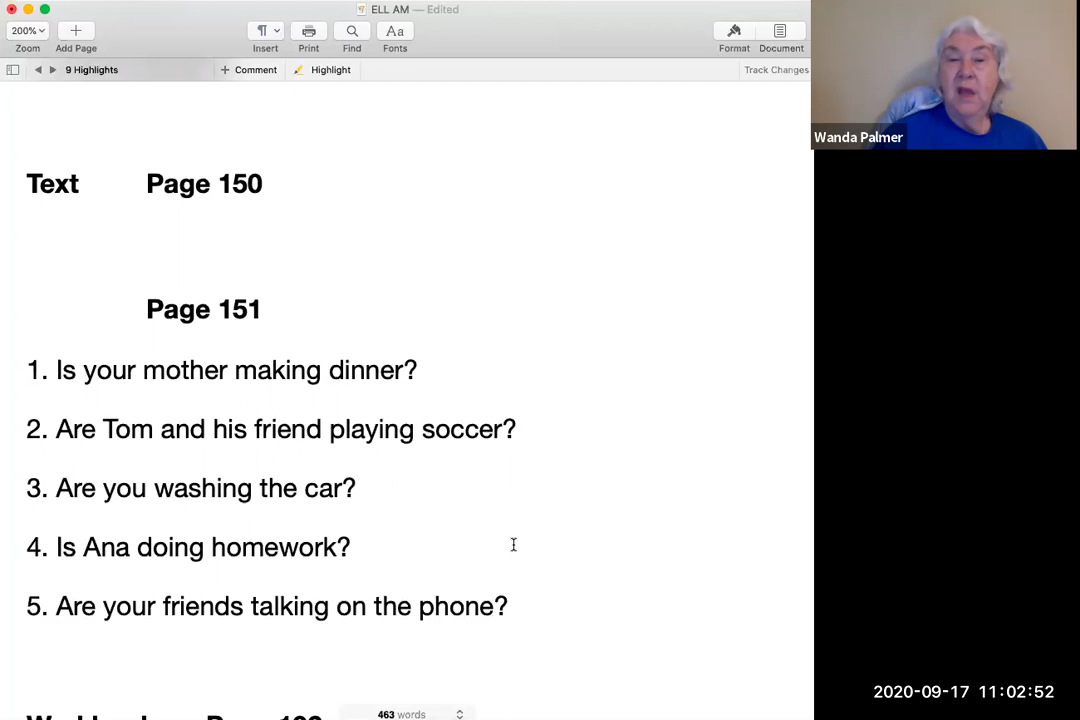 ELL AM — Edited
200%
Zoom
Add Page
Insert
Print
Find
Aa
Fonts
Format
Document
9 Highlights
+ Comment
Highlight
Track Changes
Wanda Palmer
Text Page 150
Page 151
1. Is your mother making dinner?
2. Are Tom and his friend playing soccer?
3. Are you washing the car?
4. Is Ana doing homework?
5. Are your friends talking on the phone?
463 words
2020-09-17 11:02:52